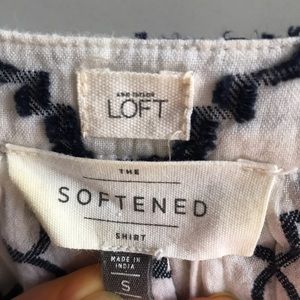 ANN TAYLOR
LOFT
THE
SOFTENED
SHIRT
MADE IN
INDIA
S